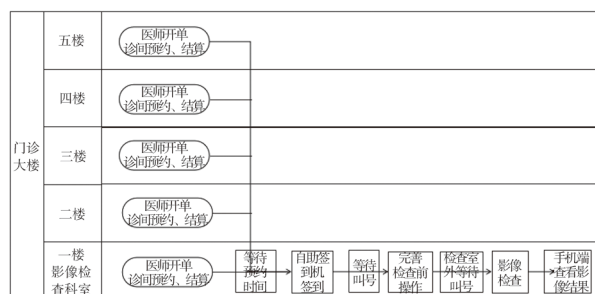 五楼
医师开单
诊间预约、结算
四楼
医师开单
诊间预约、结算
门诊
大楼
三楼
医师开单
诊间预约、结算
二楼
医师开单
诊间预约、结算
一楼
影像检
查科室
医师开单
诊间预约、结算
等待
预约
时间
自助签
到机
签到
等待
叫号
完善
检查前
操作
检查室
外等待
叫号
影像
检查
手机端
查看影
像结果